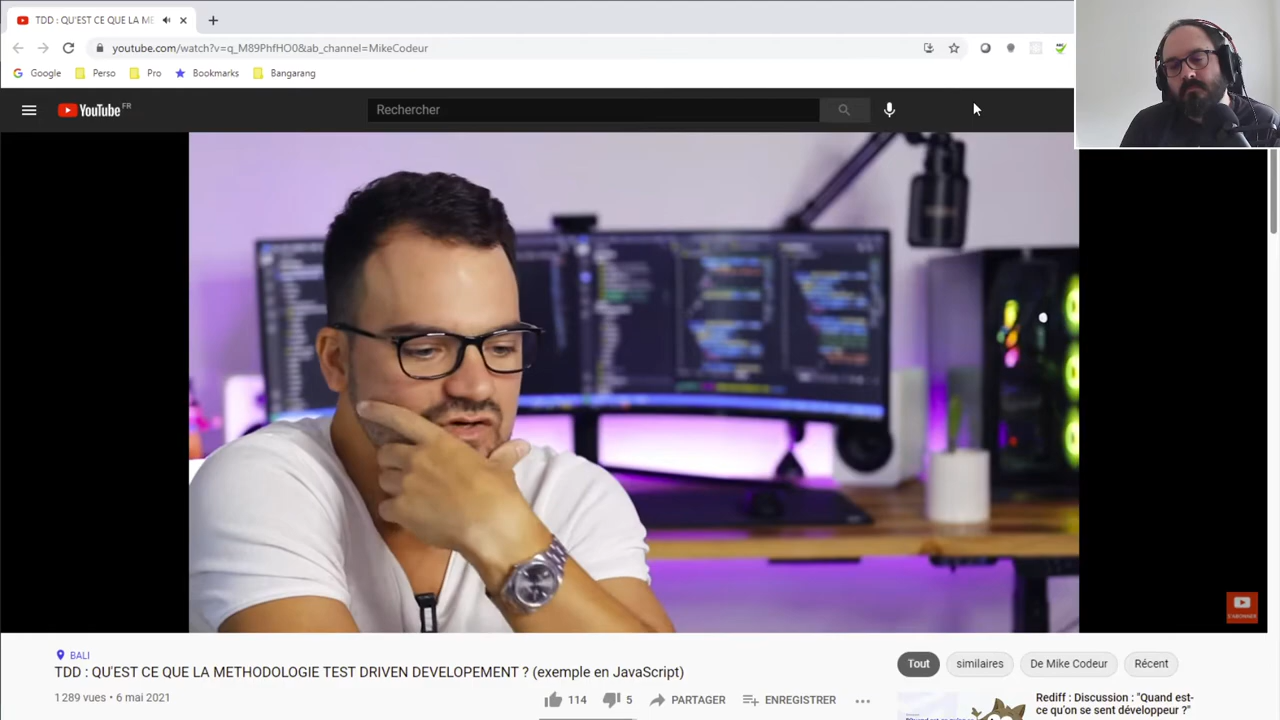 TDD : QU'EST CE QUE LA ME
youtube.com/watch?v=q_M89PhfHO0&ab_channel=MikeCodeur
Google Perso Pro Bookmarks Bangarang
YouTube FR Rechercher
S'ABONNER
BALI
TDD : QU'EST CE QUE LA METHODOLOGIE TEST DRIVEN DEVELOPEMENT ? (exemple en JavaScript)
1 289 vues • 6 mai 2021
114 5 PARTAGER ENREGISTRER
Tout similaires De Mike Codeur Récent
Rediff : Discussion : "Quand est-
ce qu'on se sent développeur ?"